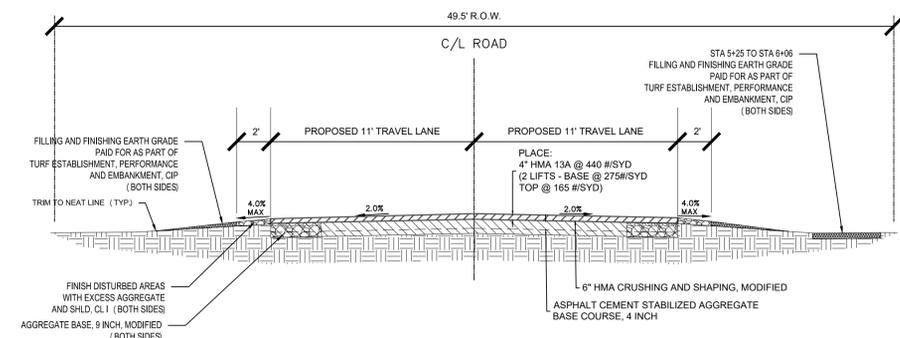 49.5' R.O.W.
C/L ROAD
STA 5+25 TO STA 6+06
FILLING AND FINISHING EARTH GRADE
PAID FOR AS PART OF
TURF ESTABLISHMENT, PERFORMANCE
AND EMBANKMENT, CIP
(BOTH SIDES)
2'
PROPOSED 11' TRAVEL LANE
PROPOSED 11' TRAVEL LANE
2'
FILLING AND FINISHING EARTH GRADE
PAID FOR AS PART OF
TURF ESTABLISHMENT, PERFORMANCE
AND EMBANKMENT, CIP
(BOTH SIDES)
TRIM TO NEAT LINE (TYP.)
PLACE:
4" HMA 13A @ 440 #/SYD
(2 LIFTS - BASE @ 275#/SYD
TOP @ 165 #/SYD)
4.0%
MAX
2.0%
2.0%
4.0%
MAX
FINISH DISTURBED AREAS
WITH EXCESS AGGREGATE
AND SHLD, CL I (BOTH SIDES)
AGGREGATE BASE, 9 INCH, MODIFIED
(BOTH SIDES)
6" HMA CRUSHING AND SHAPING, MODIFIED
ASPHALT CEMENT STABILIZED AGGREGATE
BASE COURSE, 4 INCH